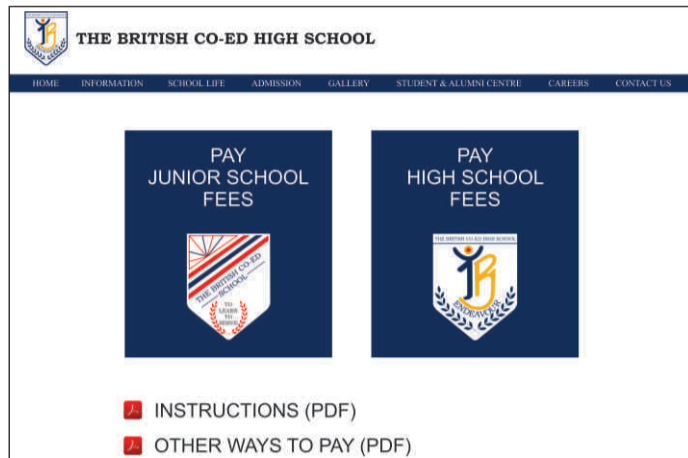 THE BRITISH CO-ED HIGH SCHOOL
HOME INFORMATION SCHOOL LIFE ADMISSION GALLERY STUDENT & ALUMNI CENTRE CAREERS CONTACT US
PAY
JUNIOR SCHOOL
FEES
THE BRITISH CO-ED
SCHOOL
TO
LEARN
TO
SERVE
PAY
HIGH SCHOOL
FEES
THE BRITISH CO-ED HIGH SCHOOL
ENDEAVOUR
INSTRUCTIONS (PDF)
OTHER WAYS TO PAY (PDF)